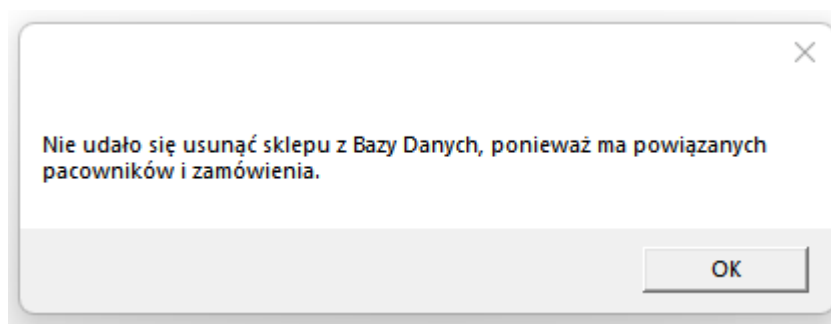 Nie udało się usunąć sklepu z Bazy Danych, ponieważ ma powiązanych
pacowników i zamówienia.
OK